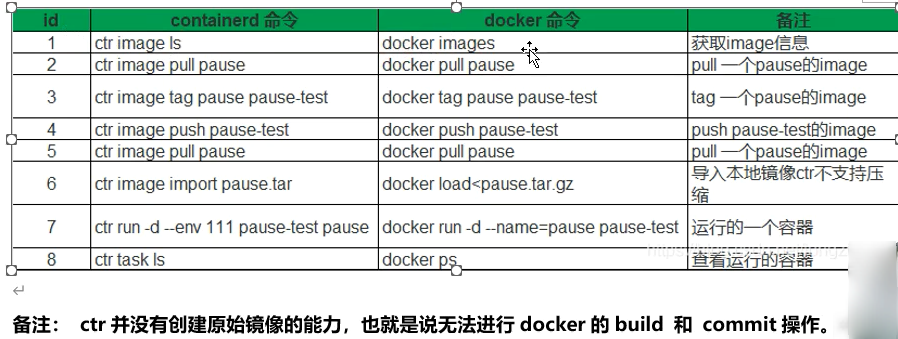 id containerd 命令 docker 命令 备注
1 ctr image ls docker images 获取image信息
2 ctr image pull pause docker pull pause pull 一个pause的image
3 ctr image tag pause pause-test docker tag pause pause-test tag 一个pause的image
4 ctr image push pause-test docker push pause-test push pause-test的image
5 ctr image pull pause docker pull pause pull 一个pause的image
6 ctr image import pause.tar docker load<pause.tar.gz 导入本地镜像ctr不支持压
缩
7 ctr run -d --env 111 pause-test pause docker run -d --name=pause pause-test 运行的一个容器
8 ctr task ls docker ps 查看运行的容器
备注： ctr 并没有创建原始镜像的能力，也就是说无法进行 docker 的 build 和 commit 操作。